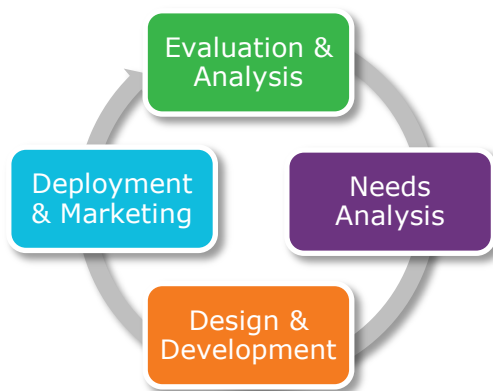 Evaluation &
Analysis
Needs
Analysis
Design &
Development
Deployment
& Marketing